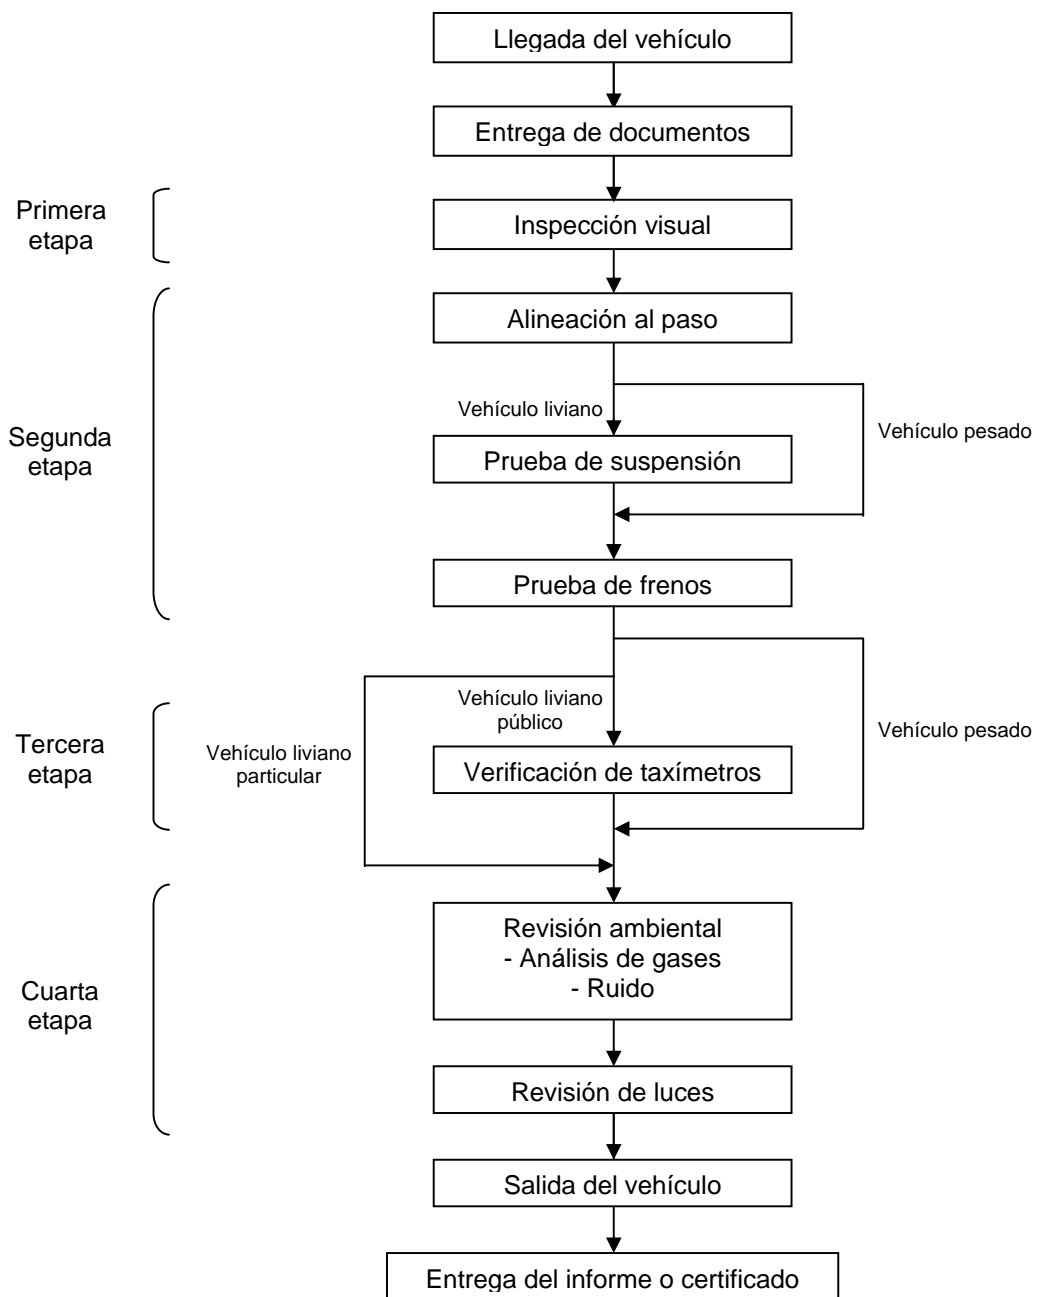 Llegada del vehículo
Entrega de documentos
Primera
etapa
Inspección visual
Alineación al paso
Segunda
etapa
Vehículo liviano
Vehículo pesado
Prueba de suspensión
Prueba de frenos
Tercera
etapa
Vehículo liviano
particular
Vehículo liviano
público
Vehículo pesado
Verificación de taxímetros
Cuarta
etapa
Revisión ambiental
- Análisis de gases
- Ruido
Revisión de luces
Salida del vehículo
Entrega del informe o certificado